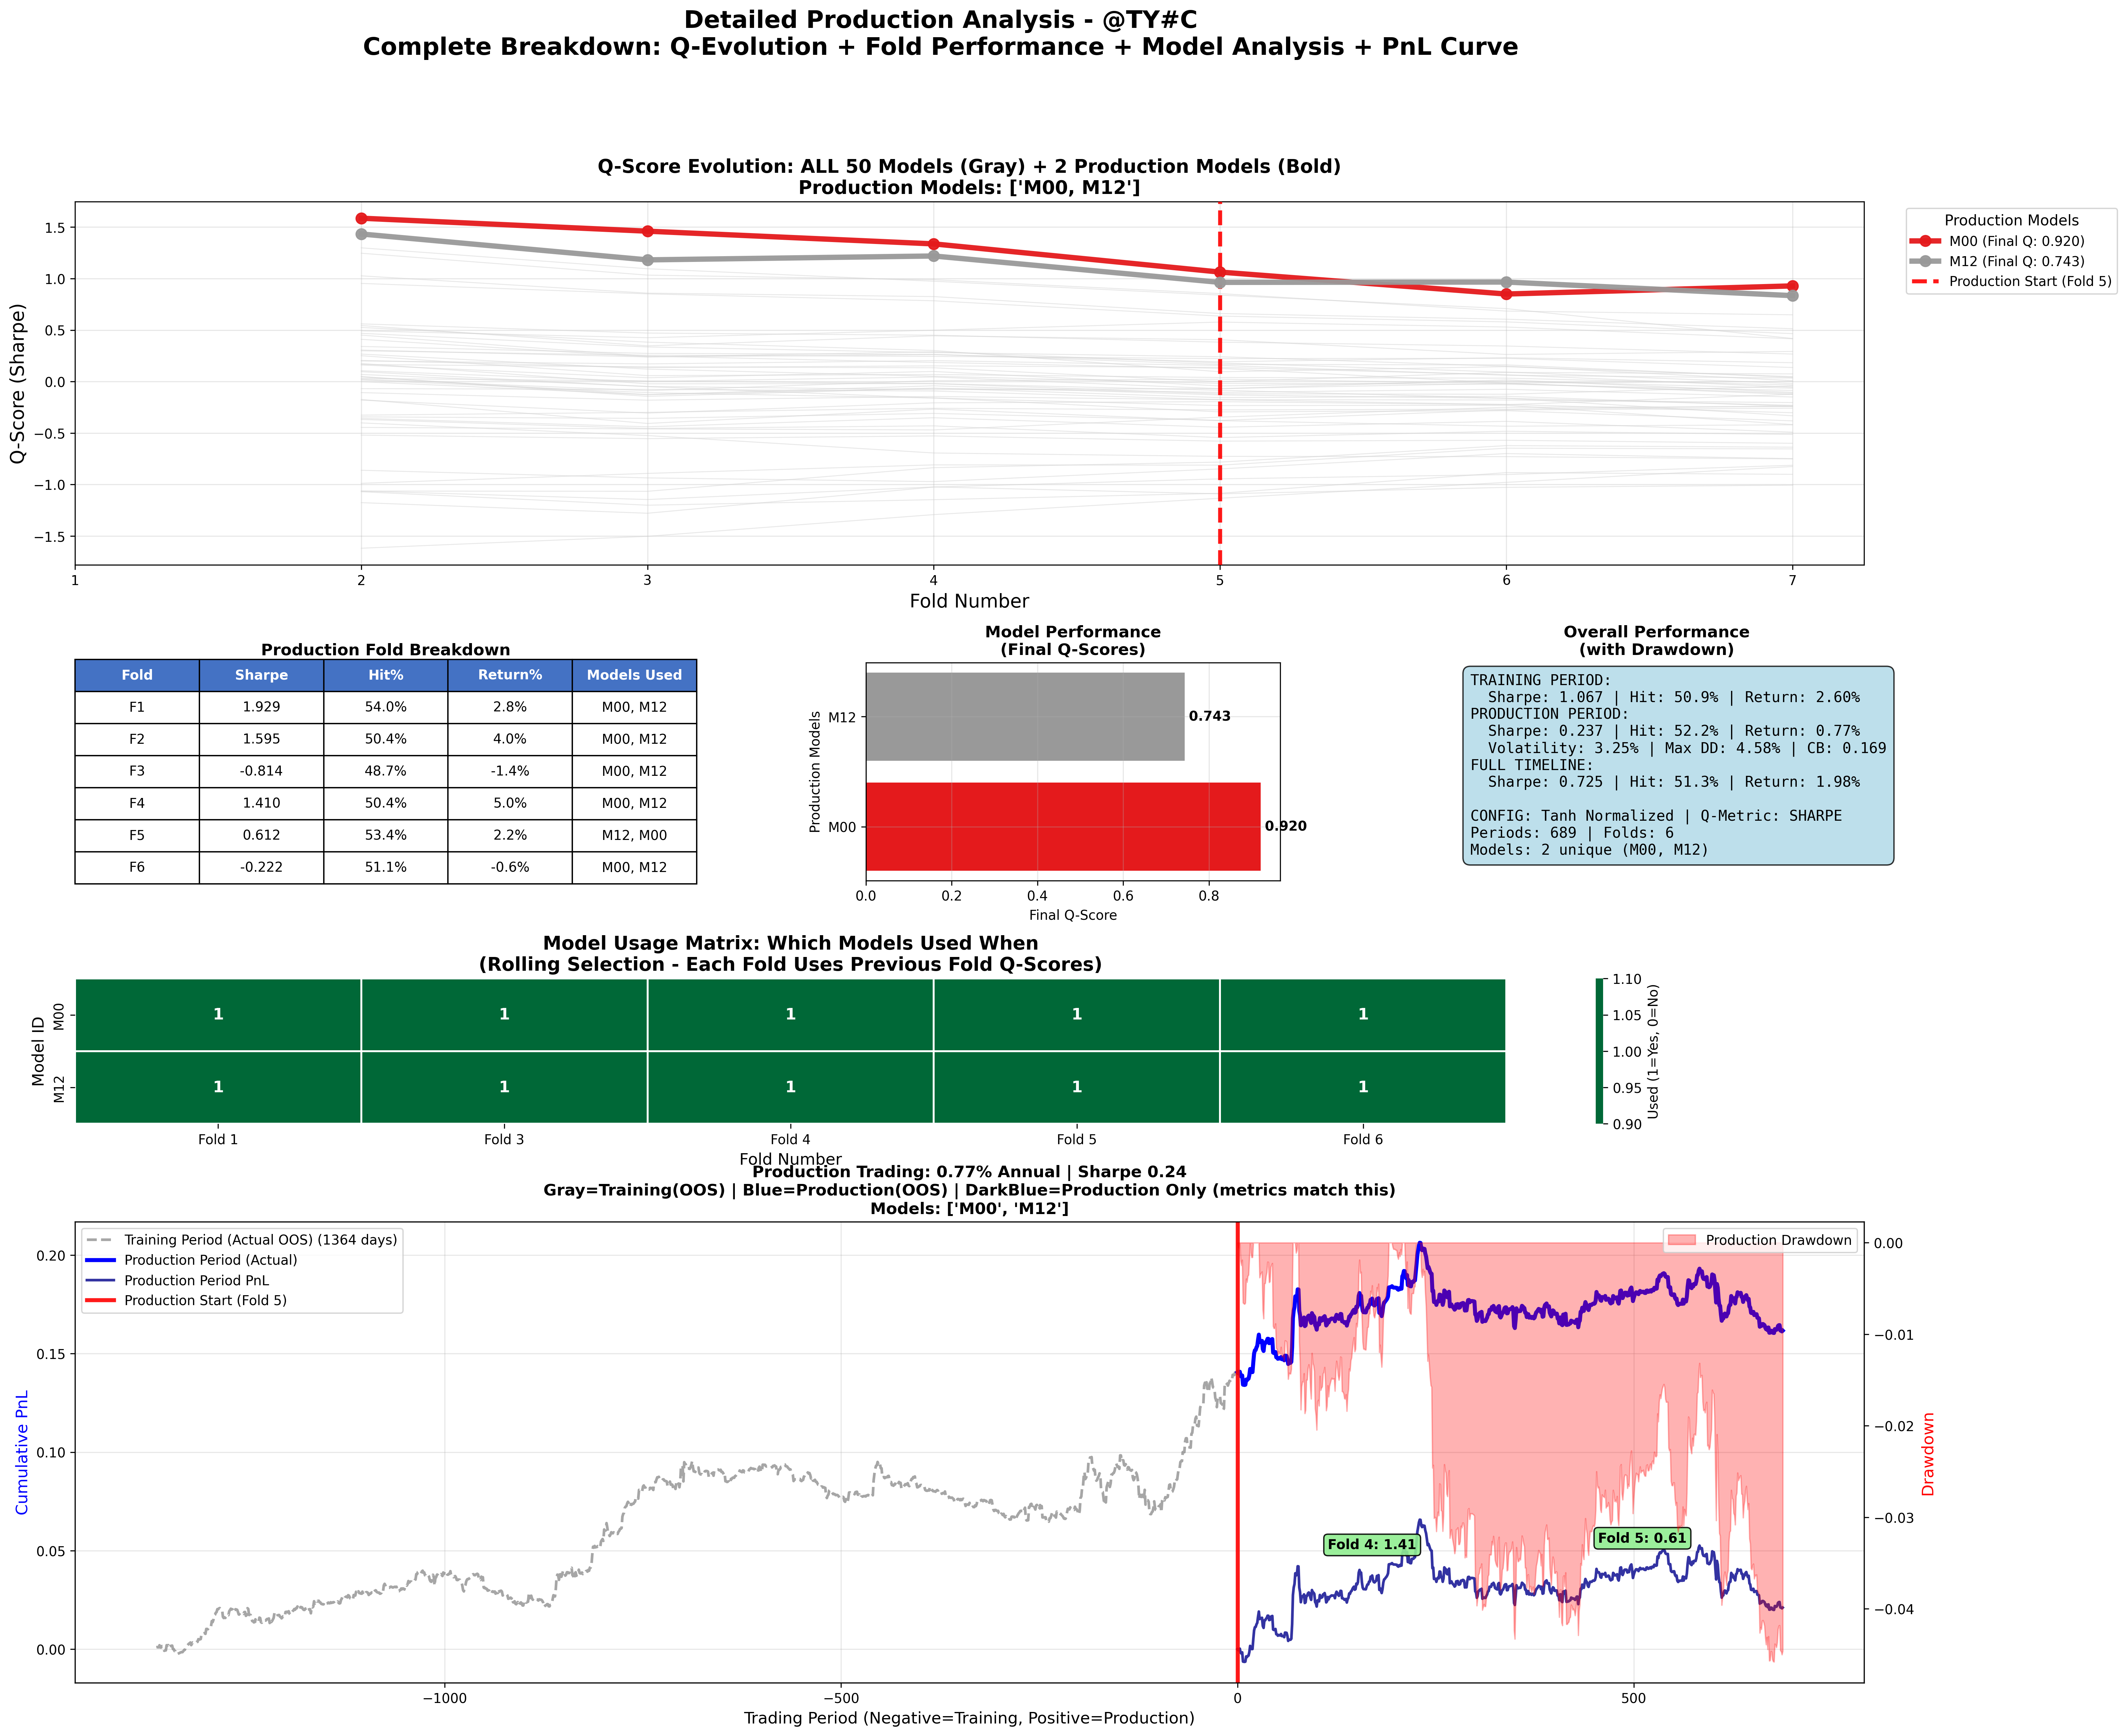 Detailed Production Analysis - @TY#C
Complete Breakdown: Q-Evolution + Fold Performance + Model Analysis + PnL Curve
Q-Score Evolution: ALL 50 Models (Gray) + 2 Production Models (Bold)
Production Models: ['M00, M12']
Q-Score (Sharpe)
1.5
1.0
0.5
0.0
−0.5
−1.0
−1.5
1 2 3 4 5 6 7
Fold Number
Production Models
M00 (Final Q: 0.920)
M12 (Final Q: 0.743)
Production Start (Fold 5)
Production Fold Breakdown
Fold Sharpe Hit% Return% Models Used
F1 1.929 54.0% 2.8% M00, M12
F2 1.595 50.4% 4.0% M00, M12
F3 -0.814 48.7% -1.4% M00, M12
F4 1.410 50.4% 5.0% M00, M12
F5 0.612 53.4% 2.2% M12, M00
F6 -0.222 51.1% -0.6% M00, M12
Model Performance
(Final Q-Scores)
Production Models
M12
0.743
M00
0.920
0.0 0.2 0.4 0.6 0.8
Final Q-Score
Overall Performance
(with Drawdown)
TRAINING PERIOD:
Sharpe: 1.067 | Hit: 50.9% | Return: 2.60%
PRODUCTION PERIOD:
Sharpe: 0.237 | Hit: 52.2% | Return: 0.77%
Volatility: 3.25% | Max DD: 4.58% | CB: 0.169
FULL TIMELINE:
Sharpe: 0.725 | Hit: 51.3% | Return: 1.98%
CONFIG: Tanh Normalized | Q-Metric: SHARPE
Periods: 689 | Folds: 6
Models: 2 unique (M00, M12)
Model Usage Matrix: Which Models Used When
(Rolling Selection - Each Fold Uses Previous Fold Q-Scores)
Model ID
M00
1 1 1 1 1
M12
1 1 1 1 1
Fold 1 Fold 3 Fold 4 Fold 5 Fold 6
Fold Number
1.10
1.05
1.00
0.95
0.90
Used (1=Yes, 0=No)
Production Trading: 0.77% Annual | Sharpe 0.24
Gray=Training(OOS) | Blue=Production(OOS) | DarkBlue=Production Only (metrics match this)
Models: ['M00', 'M12']
Training Period (Actual OOS) (1364 days)
Production Period (Actual)
Production Period PnL
Production Start (Fold 5)
Production Drawdown
Cumulative PnL
0.20
0.15
0.10
0.05
0.00
Fold 4: 1.41
Fold 5: 0.61
0.00
−0.01
−0.02
−0.03
−0.04
Drawdown
−1000 −500 0 500
Trading Period (Negative=Training, Positive=Production)